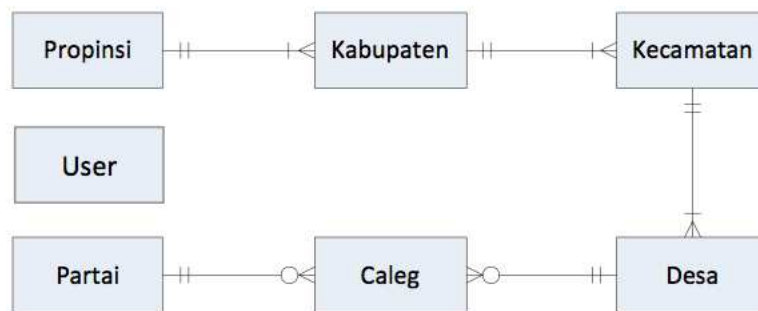 Propinsi
Kabupaten
Kecamatan
User
Partai
Caleg
Desa